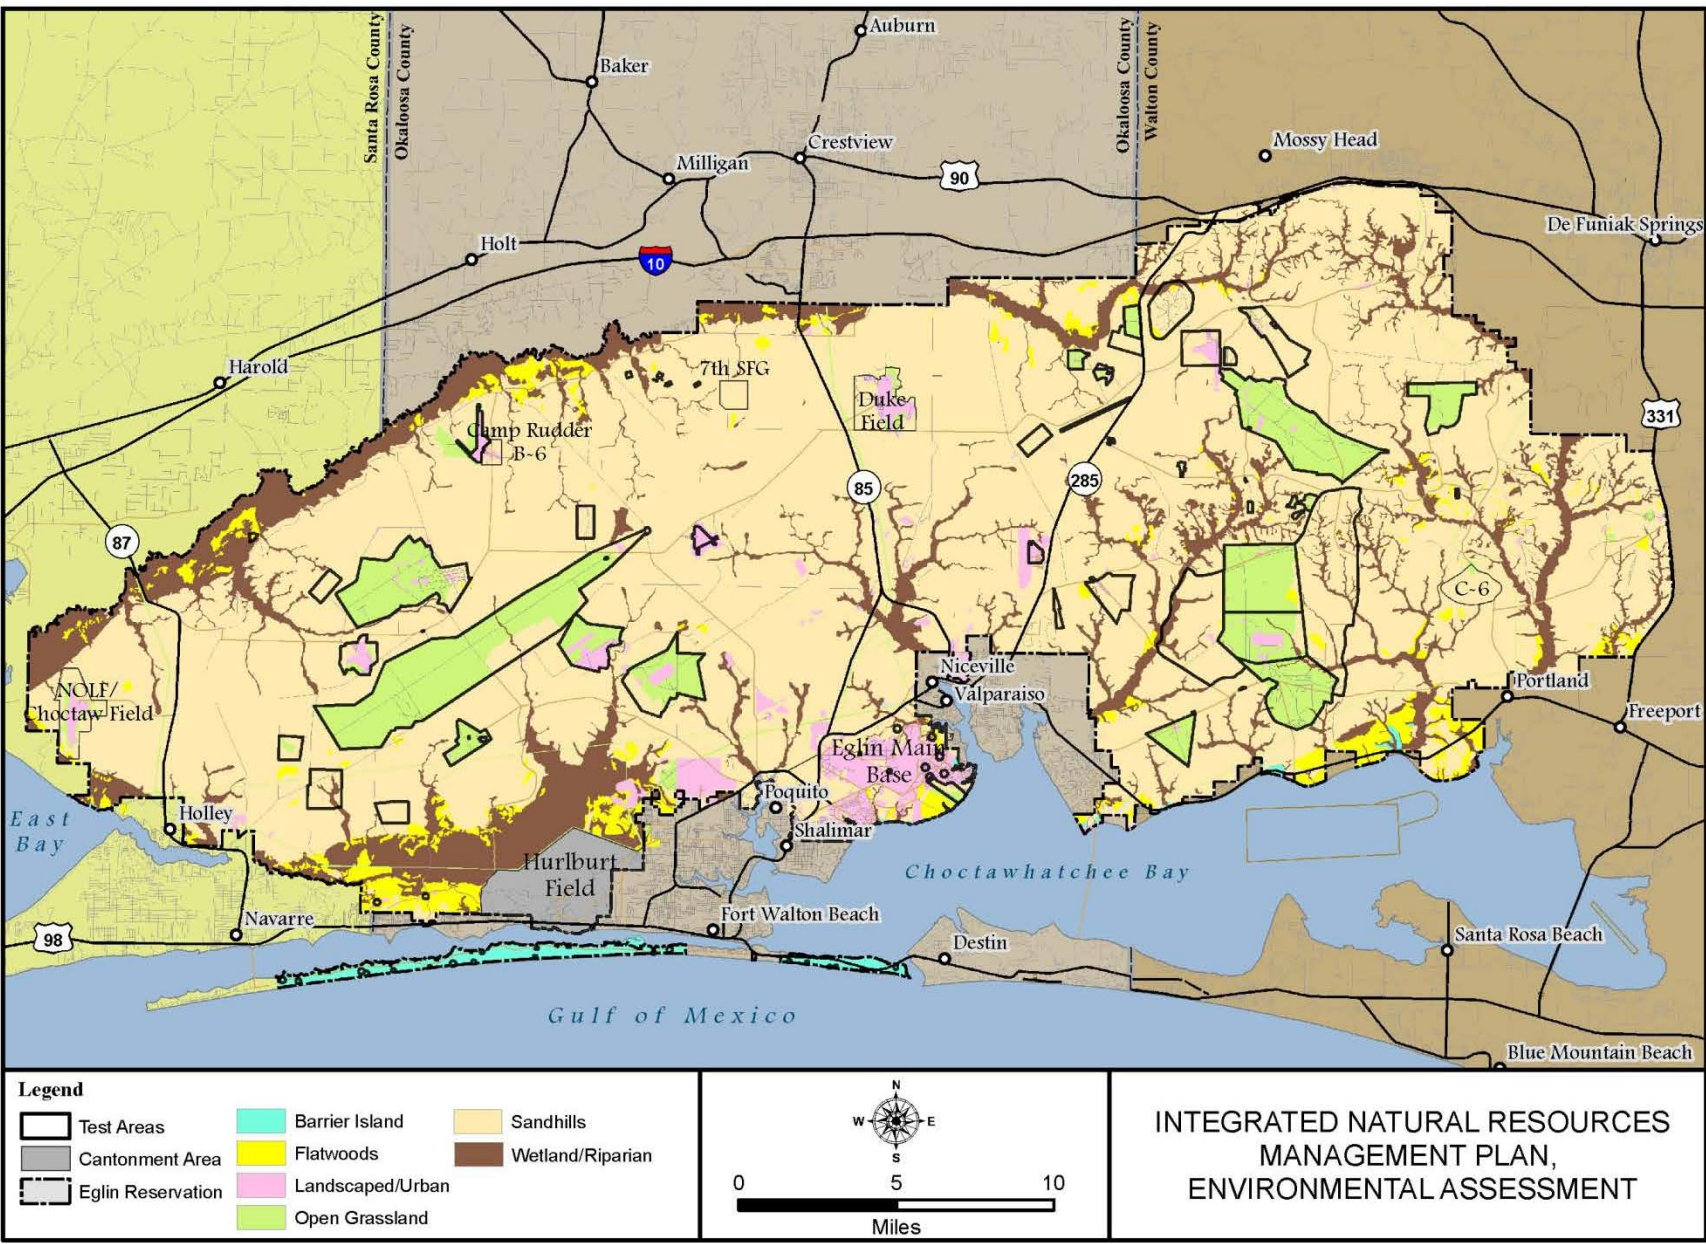 Auburn
Baker
Santa Rosa County
Okaloosa County
Okaloosa County
Walton County
Crestview
Mossy Head
Milligan
90
De Funiak Springs
Holt
10
Harold
7th SFG
Duke
Field
331
Camp Rudder
B-6
85
285
87
C-6
Niceville
Valparaiso
Portland
NOLF/
Choctaw Field
Freeport
Eglin Main
Base
Poquito
East
Bay
Holley
Shalimar
Hurlburt
Field
Choctawhatchee Bay
Navarre
Fort Walton Beach
98
Destin
Santa Rosa Beach
Gulf of Mexico
Blue Mountain Beach
Legend
Test Areas
Cantonment Area
Eglin Reservation
Barrier Island
Flatwoods
Landscaped/Urban
Open Grassland
Sandhills
Wetland/Riparian
N
W
E
S
0 5 10
Miles
INTEGRATED NATURAL RESOURCES
MANAGEMENT PLAN,
ENVIRONMENTAL ASSESSMENT